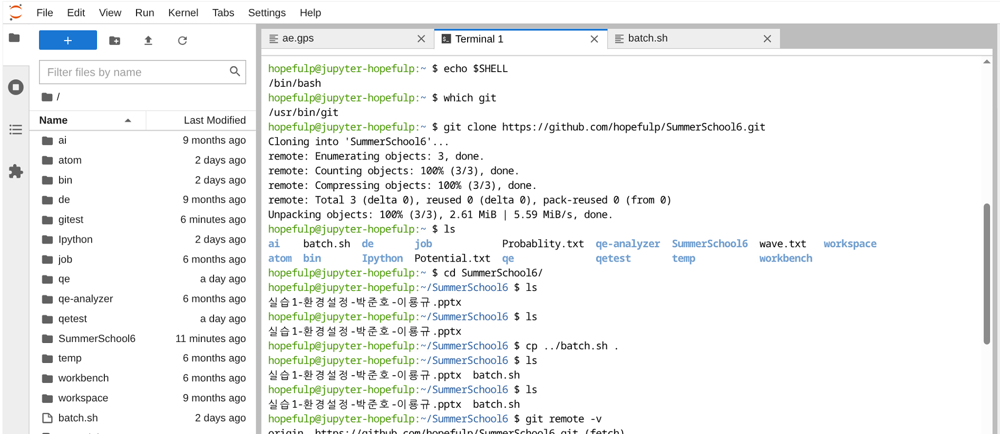 File Edit View Run Kernel Tabs Settings Help
ae.gps
Terminal 1
batch.sh
Filter files by name
/
Name Last Modified
ai 9 months ago
atom 2 days ago
bin 2 days ago
de 9 months ago
gitest 6 minutes ago
Ipython 2 days ago
job 6 months ago
qe a day ago
qe-analyzer 6 months ago
qetest a day ago
SummerSchool6 11 minutes ago
temp 6 months ago
workbench 6 months ago
workspace 9 months ago
batch.sh 2 days ago
hopefulp@jupyter-hopefulp:~ $ echo $SHELL
/bin/bash
hopefulp@jupyter-hopefulp:~ $ which git
/usr/bin/git
hopefulp@jupyter-hopefulp:~ $ git clone https://github.com/hopefulp/SummerSchool6.git
Cloning into 'SummerSchool6'...
remote: Enumerating objects: 3, done.
remote: Counting objects: 100% (3/3), done.
remote: Compressing objects: 100% (3/3), done.
remote: Total 3 (delta 0), reused 0 (delta 0), pack-reused 0 (from 0)
Unpacking objects: 100% (3/3), 2.61 MiB | 5.59 MiB/s, done.
hopefulp@jupyter-hopefulp:~ $ ls
ai batch.sh de job Probablity.txt qe-analyzer SummerSchool6 wave.txt workspace
atom bin Ipython Potential.txt qe qetest temp workbench
hopefulp@jupyter-hopefulp:~ $ cd SummerSchool6/
hopefulp@jupyter-hopefulp:~/SummerSchool6 $ ls
실습1-환경설정-박준호-이룡규.pptx
hopefulp@jupyter-hopefulp:~/SummerSchool6 $ ls
실습1-환경설정-박준호-이룡규.pptx
hopefulp@jupyter-hopefulp:~/SummerSchool6 $ cp ../batch.sh .
hopefulp@jupyter-hopefulp:~/SummerSchool6 $ ls
실습1-환경설정-박준호-이룡규.pptx batch.sh
hopefulp@jupyter-hopefulp:~/SummerSchool6 $ ls
실습1-환경설정-박준호-이룡규.pptx batch.sh
hopefulp@jupyter-hopefulp:~/SummerSchool6 $ git remote -v
origin https://github.com/hopefulp/SummerSchool6.git (fetch)